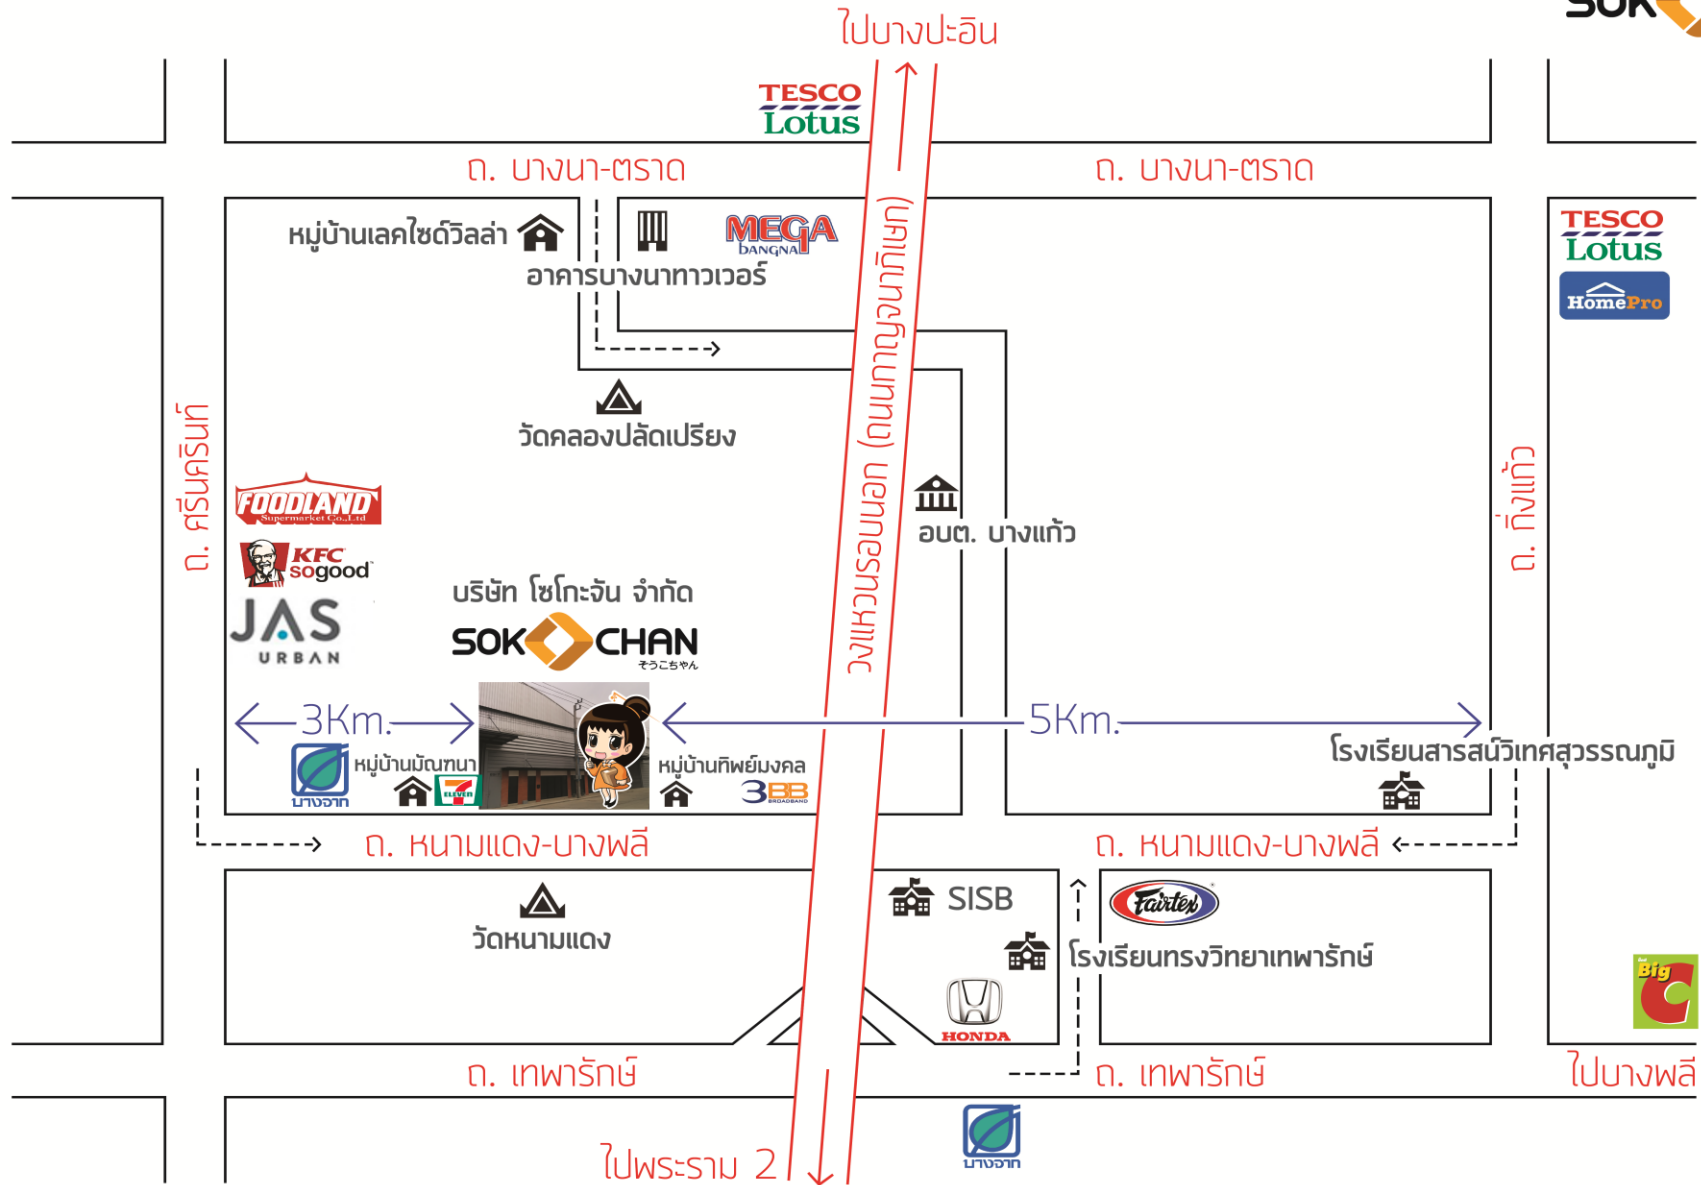 SOK
ไปบางปะอิน
TESCO
Lotus
ถ. บางนา-ตราด
ถ. บางนา-ตราด
หมู่บ้านเลคไซด์วิลล่า
MEGA
BANGNA
TESCO
Lotus
อาคารบางนาทาวเวอร์
HomePro
วงแหวนรอบนอก (ถนนกาญจนาภิเษก)
วัดคลองปลัดเปรียง
ถ. ศรีนครินทร์
ถ. กิ่งแก้ว
FOODLAND
Supermarket Co.,Ltd
อบต. บางแก้ว
KFC
sogood
บริษัท โซโกะจัน จำกัด
JAS
URBAN
SOK CHAN
そうこちゃん
3Km.
5Km.
โรงเรียนสารสน์วิเทศสุวรรณภูมิ
หมู่บ้านมัณฑนา
หมู่บ้านทิพย์มงคล
บางจาก
7
ELEVEN
3BB
BROADBAND
ถ. หนามแดง-บางพลี
ถ. หนามแดง-บางพลี
SISB
Fairtex
วัดหนามแดง
โรงเรียนทรงวิทยาเทพารักษ์
Big
C
HONDA
ถ. เทพารักษ์
ถ. เทพารักษ์
ไปบางพลี
บางจาก
ไปพระราม 2